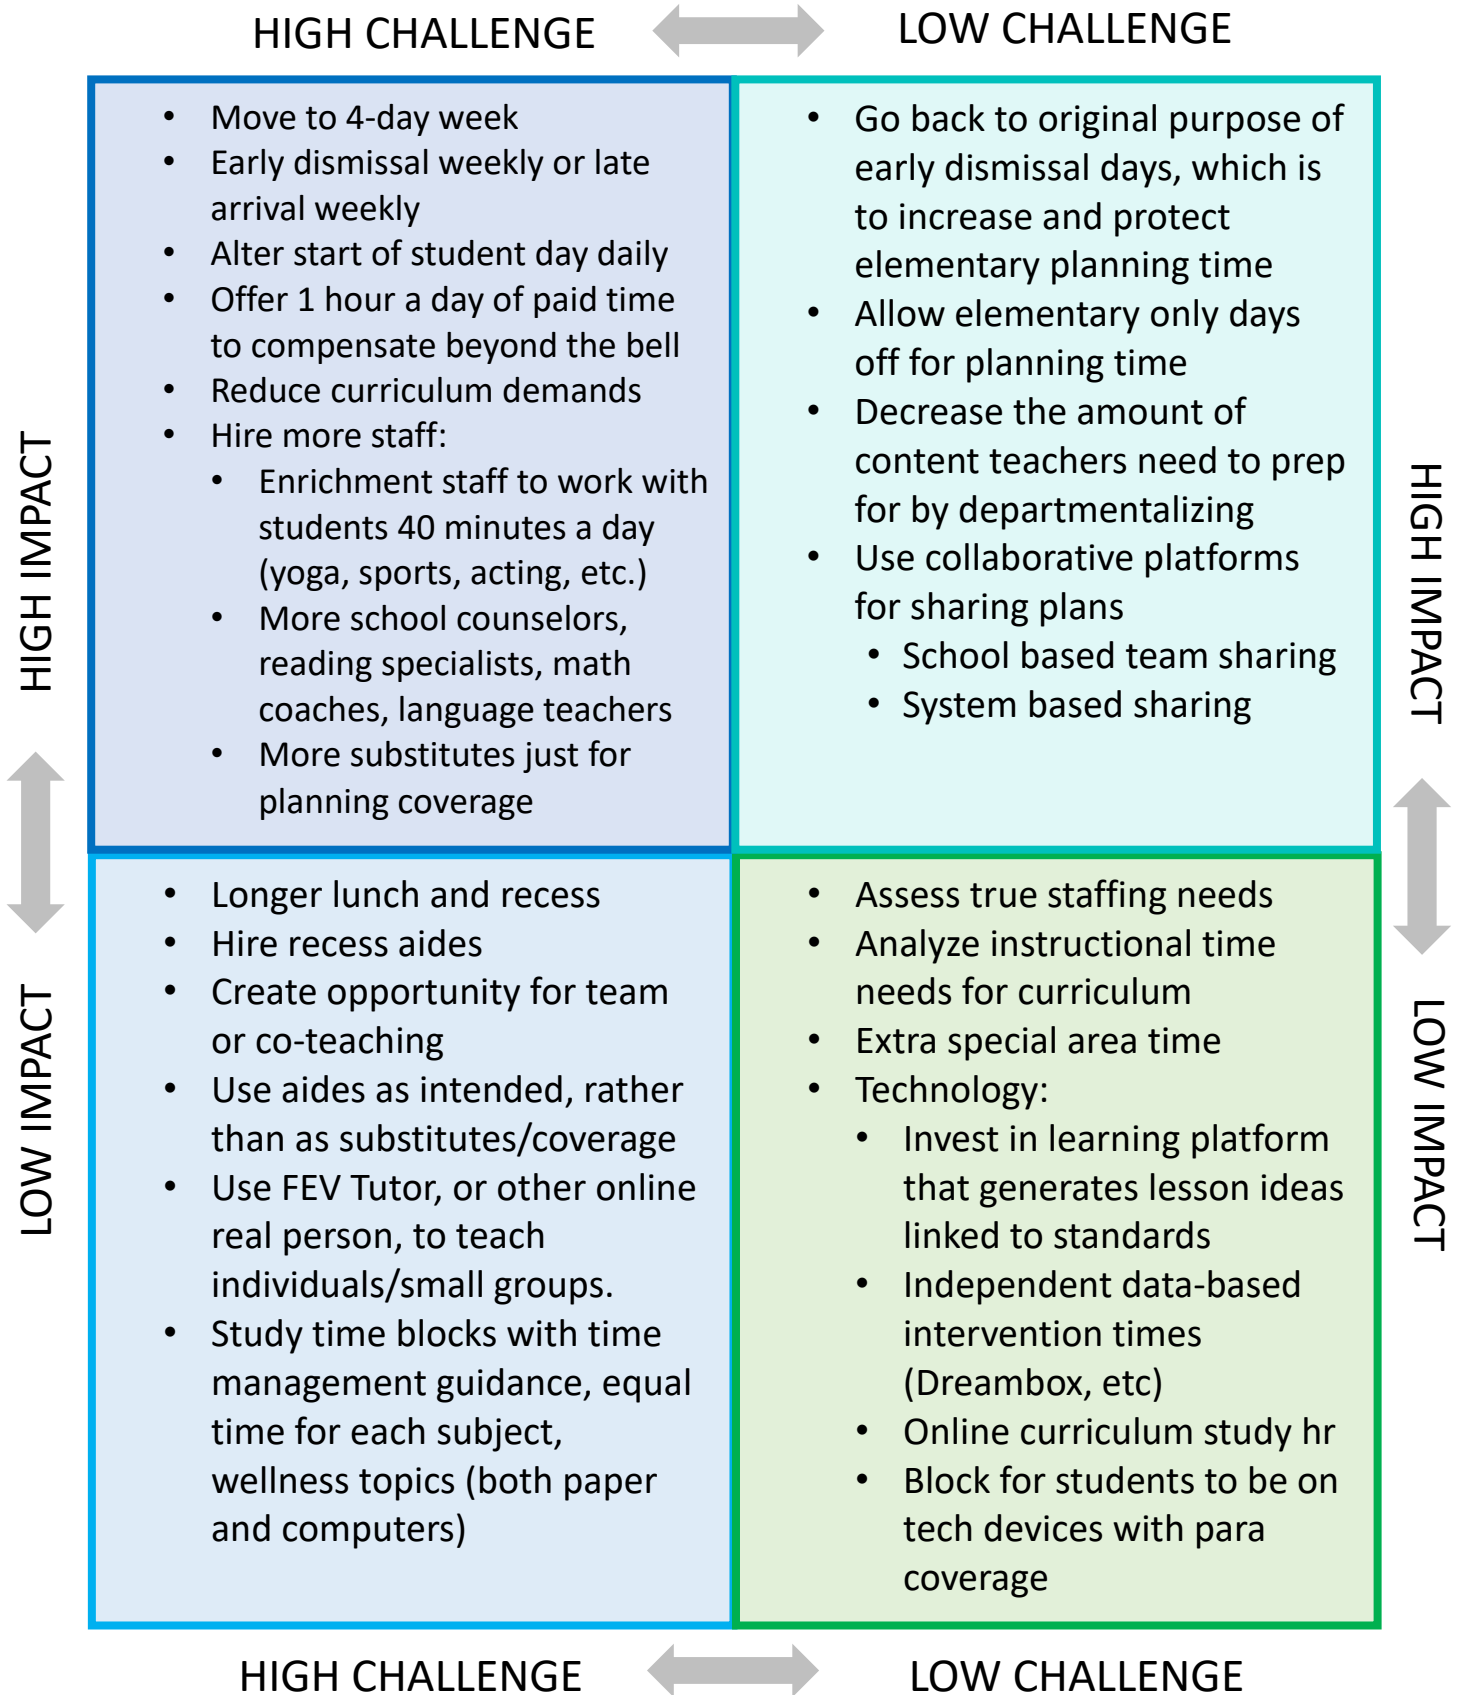 HIGH CHALLENGE
LOW CHALLENGE
HIGH IMPACT
LOW IMPACT
• Move to 4-day week
• Early dismissal weekly or late
arrival weekly
• Alter start of student day daily
• Offer 1 hour a day of paid time
to compensate beyond the bell
• Reduce curriculum demands
• Hire more staff:
• Enrichment staff to work with
students 40 minutes a day
(yoga, sports, acting, etc.)
• More school counselors,
reading specialists, math
coaches, language teachers
• More substitutes just for
planning coverage
• Go back to original purpose of
early dismissal days, which is
to increase and protect
elementary planning time
• Allow elementary only days
off for planning time
• Decrease the amount of
content teachers need to prep
for by departmentalizing
• Use collaborative platforms
for sharing plans
• School based team sharing
• System based sharing
• Longer lunch and recess
• Hire recess aides
• Create opportunity for team
or co-teaching
• Use aides as intended, rather
than as substitutes/coverage
• Use FEV Tutor, or other online
real person, to teach
individuals/small groups.
• Study time blocks with time
management guidance, equal
time for each subject,
wellness topics (both paper
and computers)
• Assess true staffing needs
• Analyze instructional time
needs for curriculum
• Extra special area time
• Technology:
• Invest in learning platform
that generates lesson ideas
linked to standards
• Independent data-based
intervention times
(Dreambox, etc)
• Online curriculum study hr
• Block for students to be on
tech devices with para
coverage
HIGH IMPACT
LOW IMPACT
HIGH CHALLENGE
LOW CHALLENGE